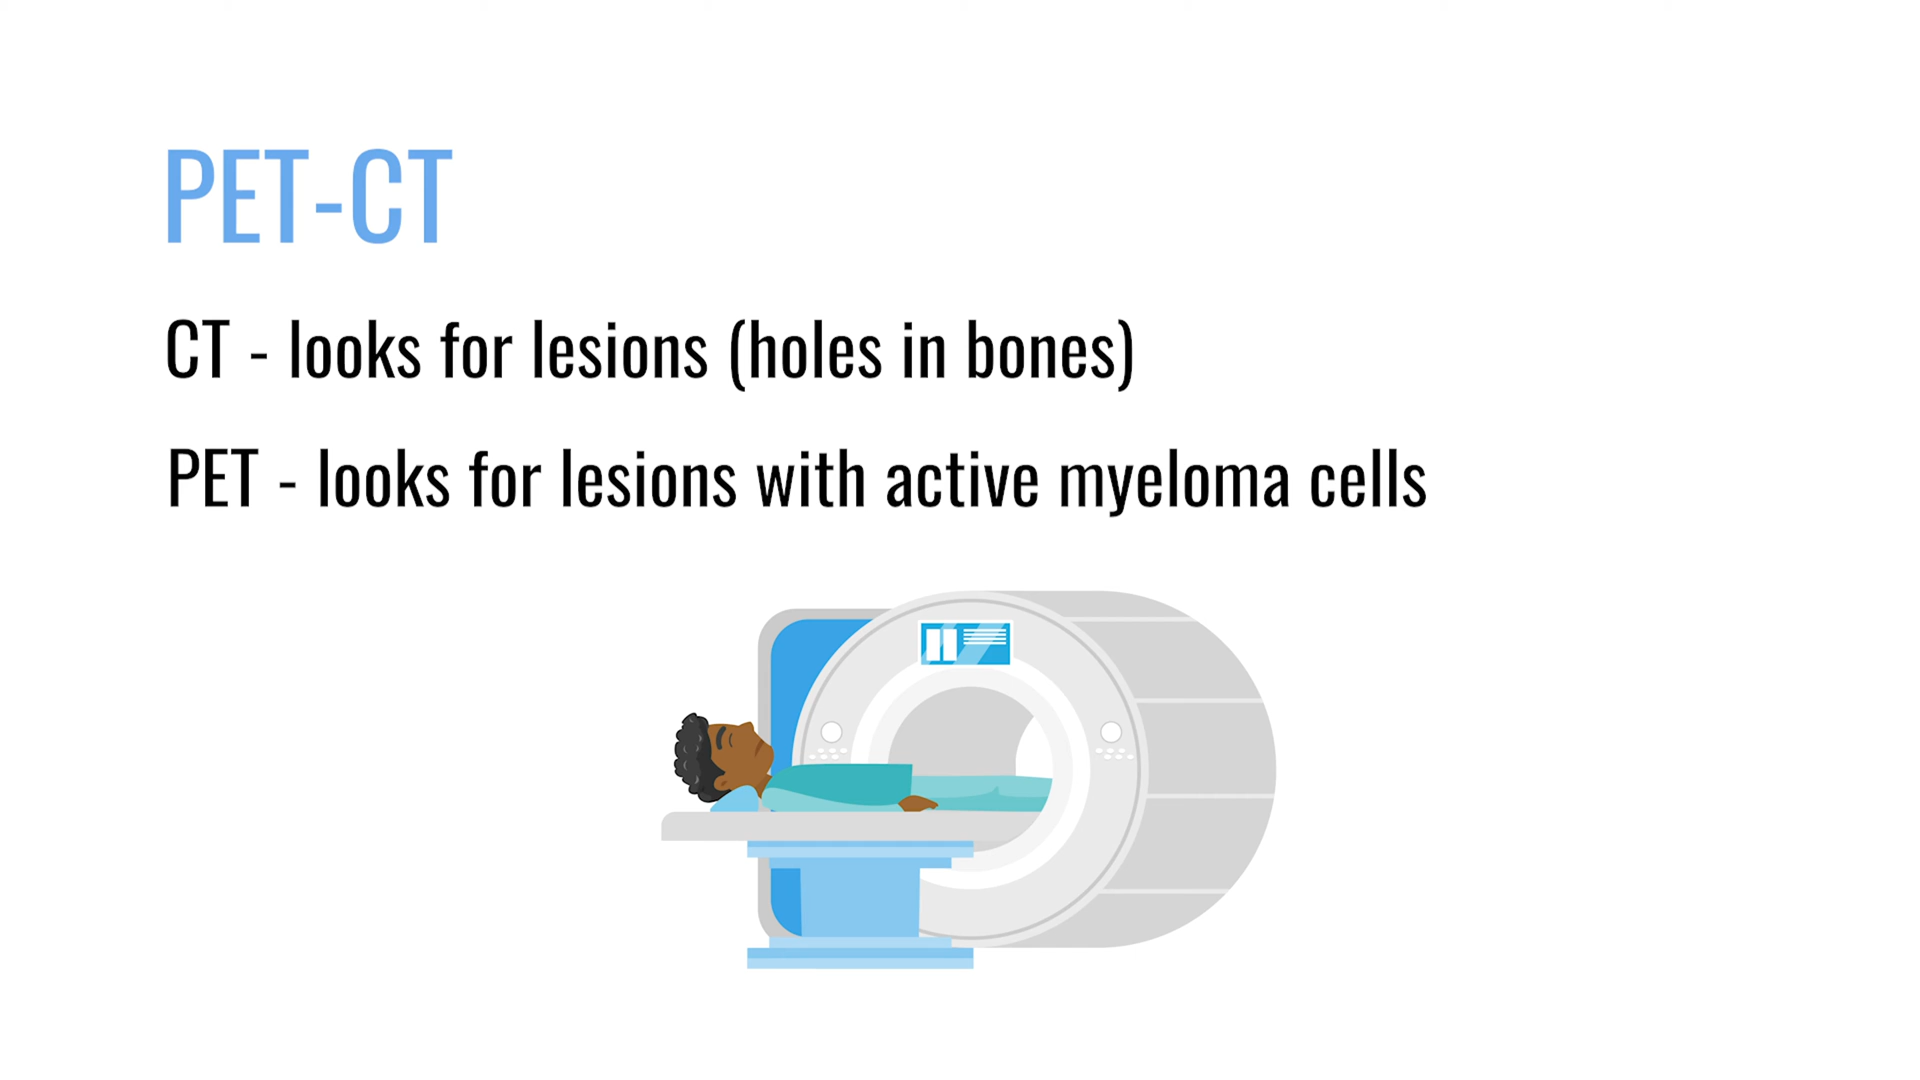 PET-CT
CT - looks for lesions (holes in bones)
PET - looks for lesions with active myeloma cells